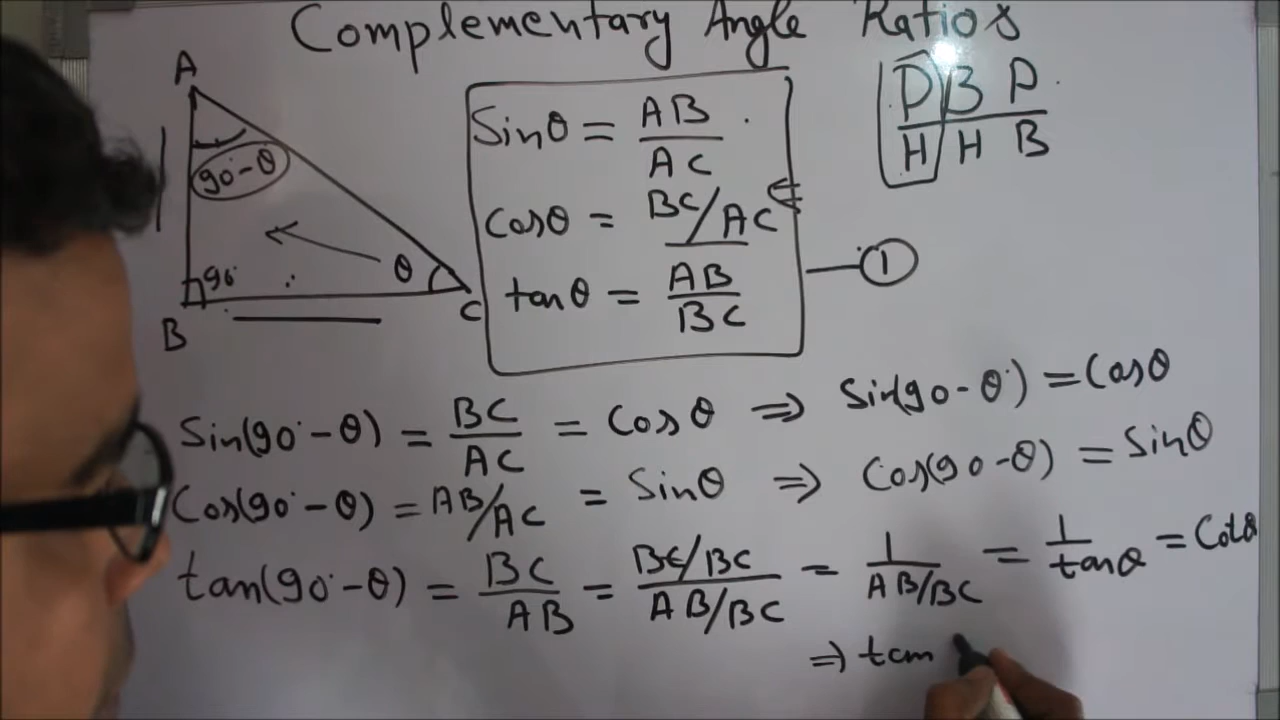 Complementary Angle Ratios
A
90°-θ
90°
θ
B
C
Sinθ = AB/AC
Cosθ = BC/AC
tanθ = AB/BC
P B P
H H B
1
Sin(90°-θ) = BC/AC = Cosθ ⇒ Sin(90-θ) = Cosθ
Cos(90°-θ) = AB/AC = Sinθ ⇒ Cos(90-θ) = Sinθ
tan(90°-θ) = BC/AB = BC/BC / AB/BC = 1/AB/BC = 1/tanθ = Cotθ
⇒ tan